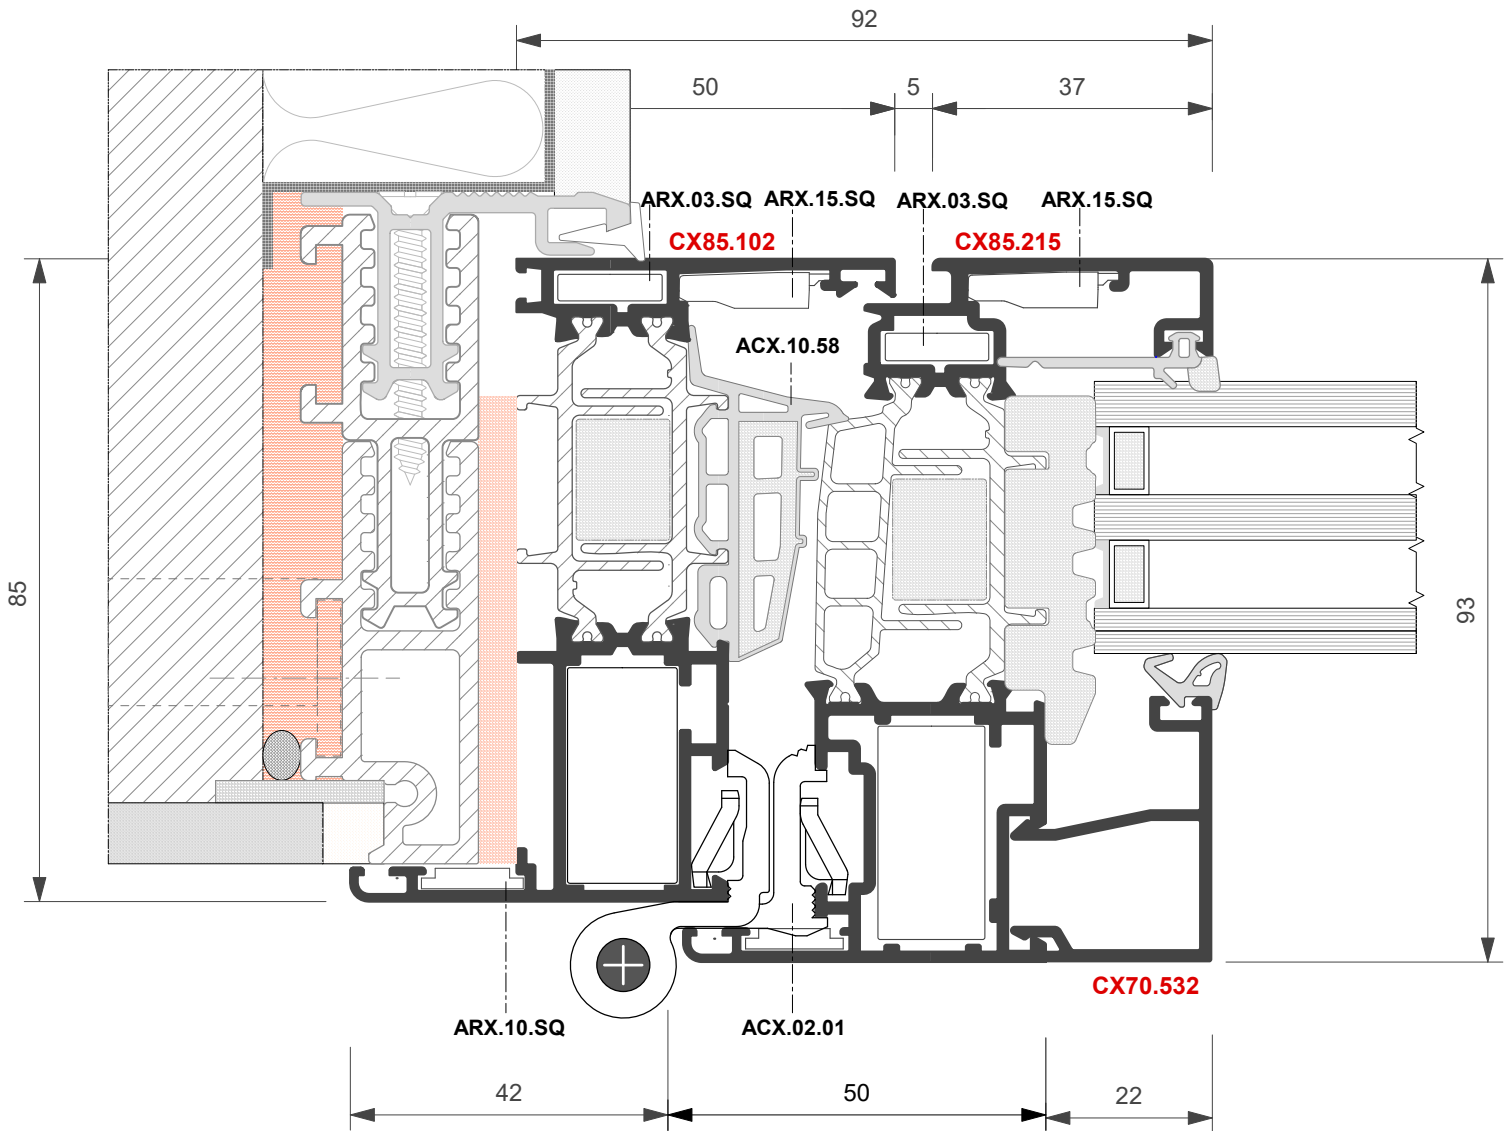 92
50 5 37
ARX.03.SQ ARX.15.SQ ARX.03.SQ ARX.15.SQ
CX85.102 CX85.215
ACX.10.58
85
93
CX70.532
ARX.10.SQ ACX.02.01
42 50 22